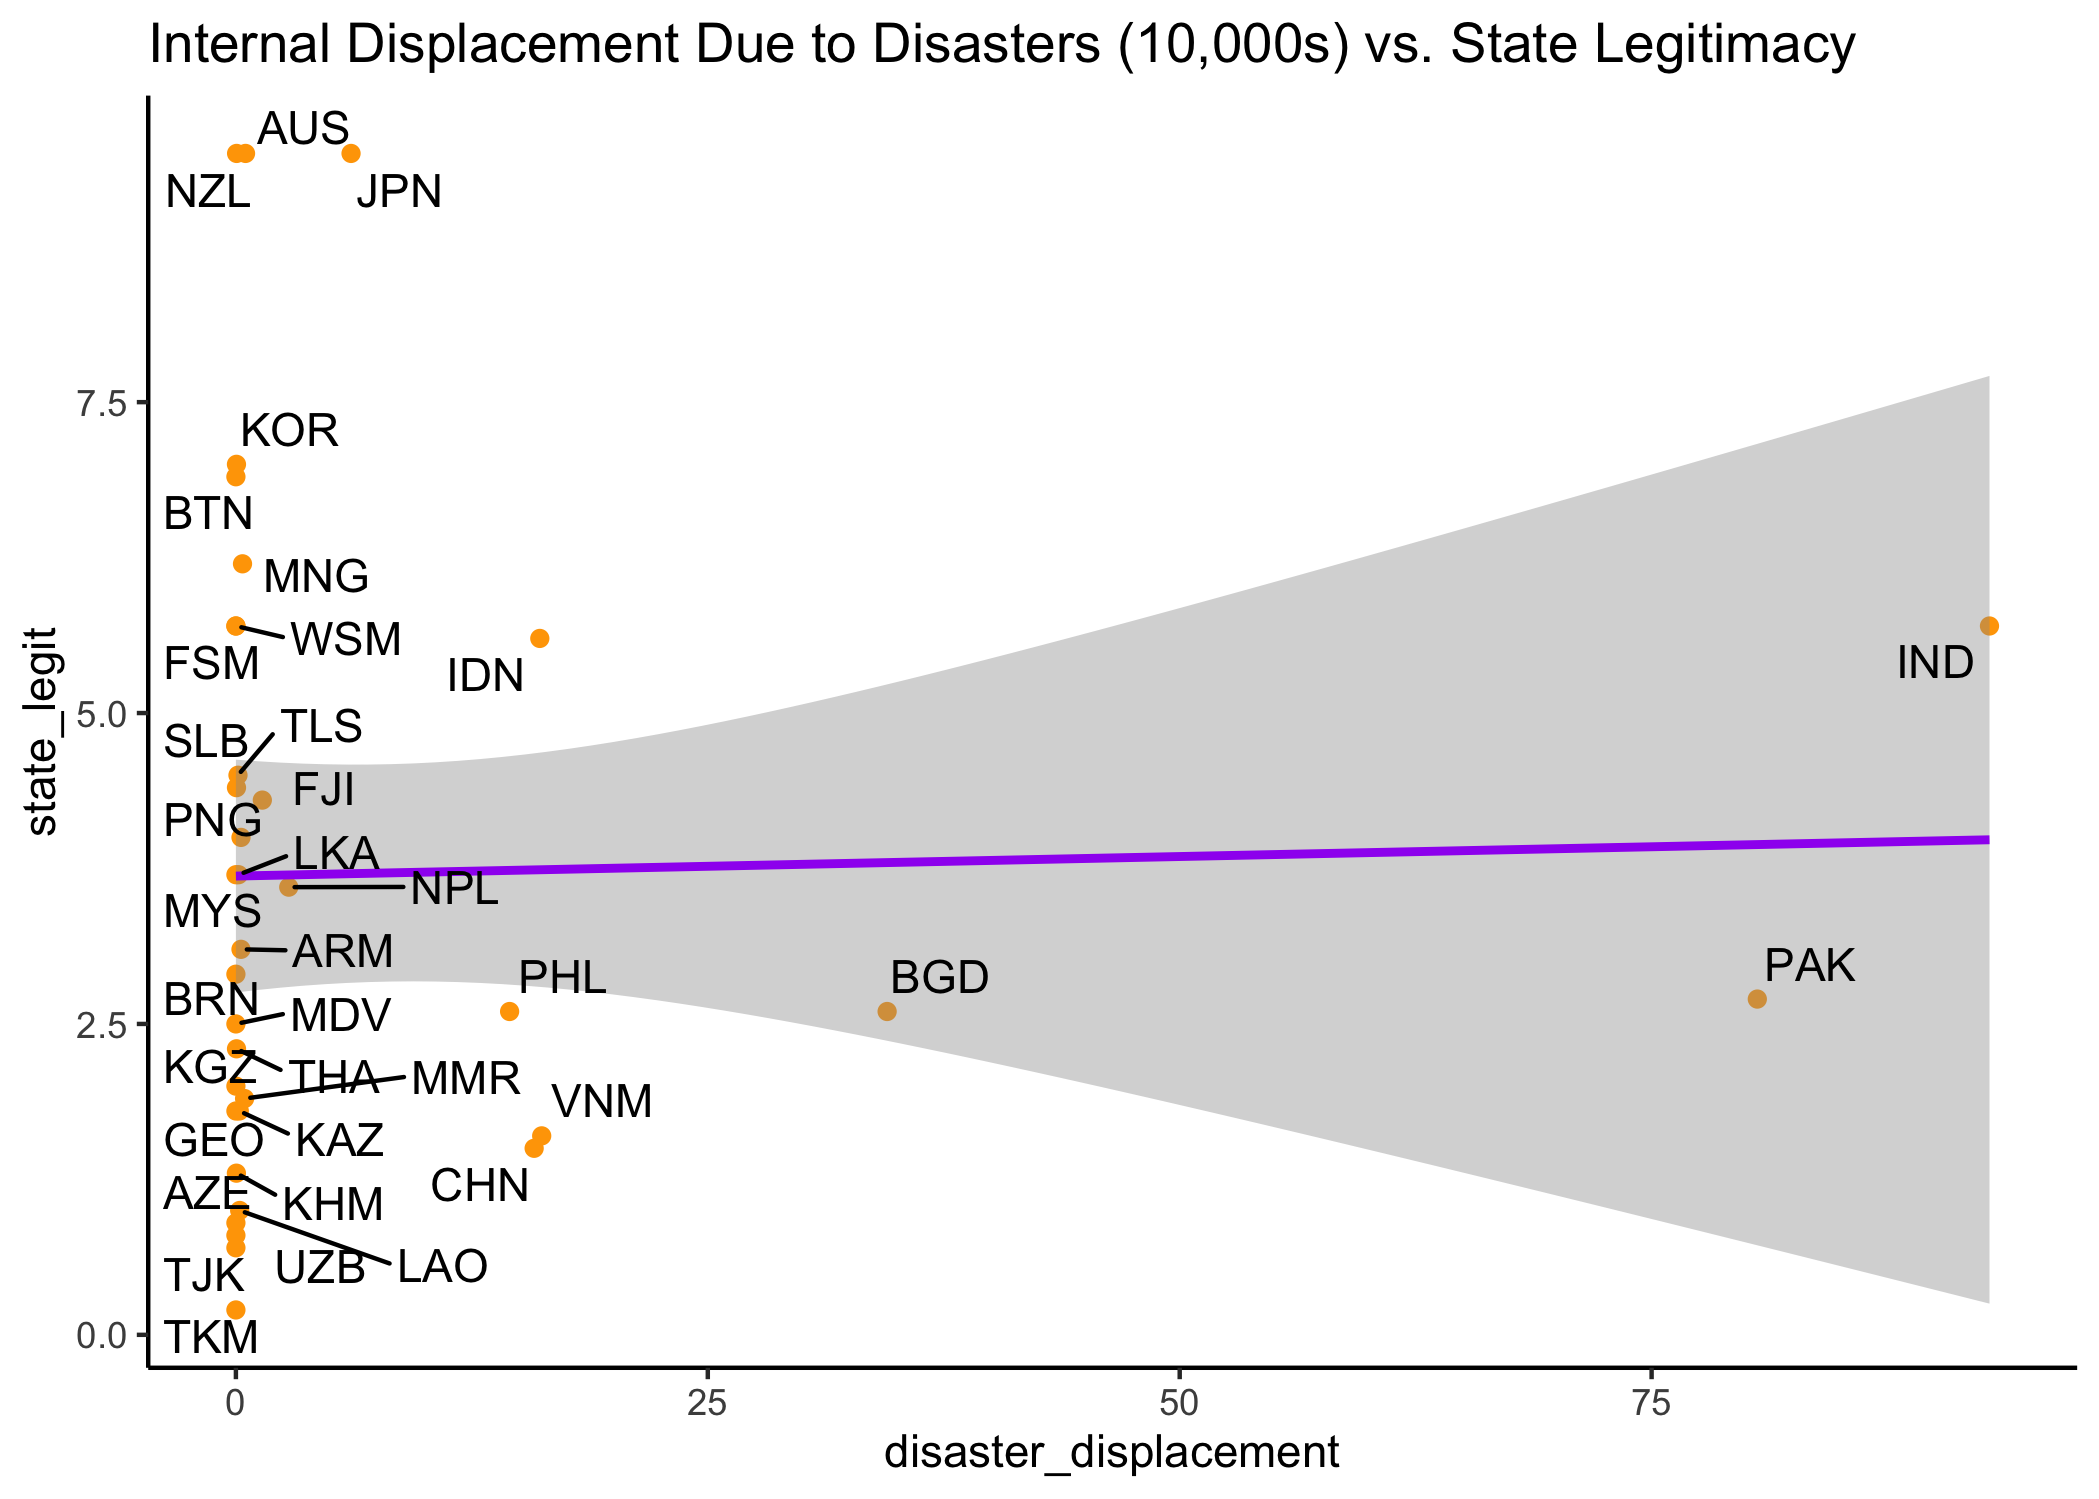 Internal Displacement Due to Disasters (10,000s) vs. State Legitimacy
AUS
NZL
JPN
7.5
KOR
BTN
MNG
WSM
FSM
IDN
IND
state_legit
5.0
TLS
SLB
FJI
PNG
LKA
NPL
MYS
ARM
PHL
BGD
PAK
BRN
MDV
2.5
KGZ
THA
MMR
VNM
GEO
KAZ
CHN
AZE
KHM
UZB
LAO
TJK
0.0
TKM
0
25
50
75
disaster_displacement